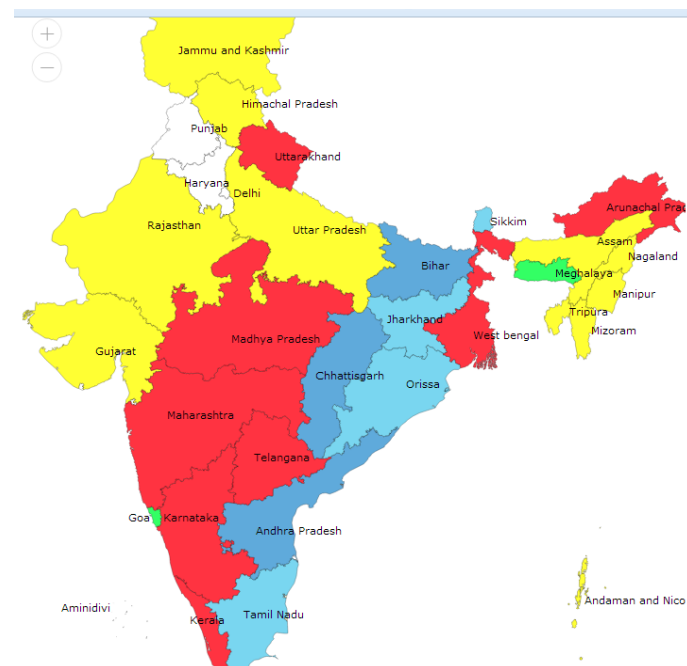 Jammu and Kashmir
Himachal Pradesh
Punjab
Uttarakhand
Haryana
Delhi
Rajasthan
Uttar Pradesh
Arunachal Prad
Sikkim
Assam
Nagaland
Bihar
Meghalaya
Manipur
Jharkhand
Tripura
Mizoram
West bengal
Madhya Pradesh
Gujarat
Chhattisgarh
Orissa
Maharashtra
Telangana
Goa
Karnataka
Andhra Pradesh
Andaman and Nico
Aminidivi
Kerala
Tamil Nadu